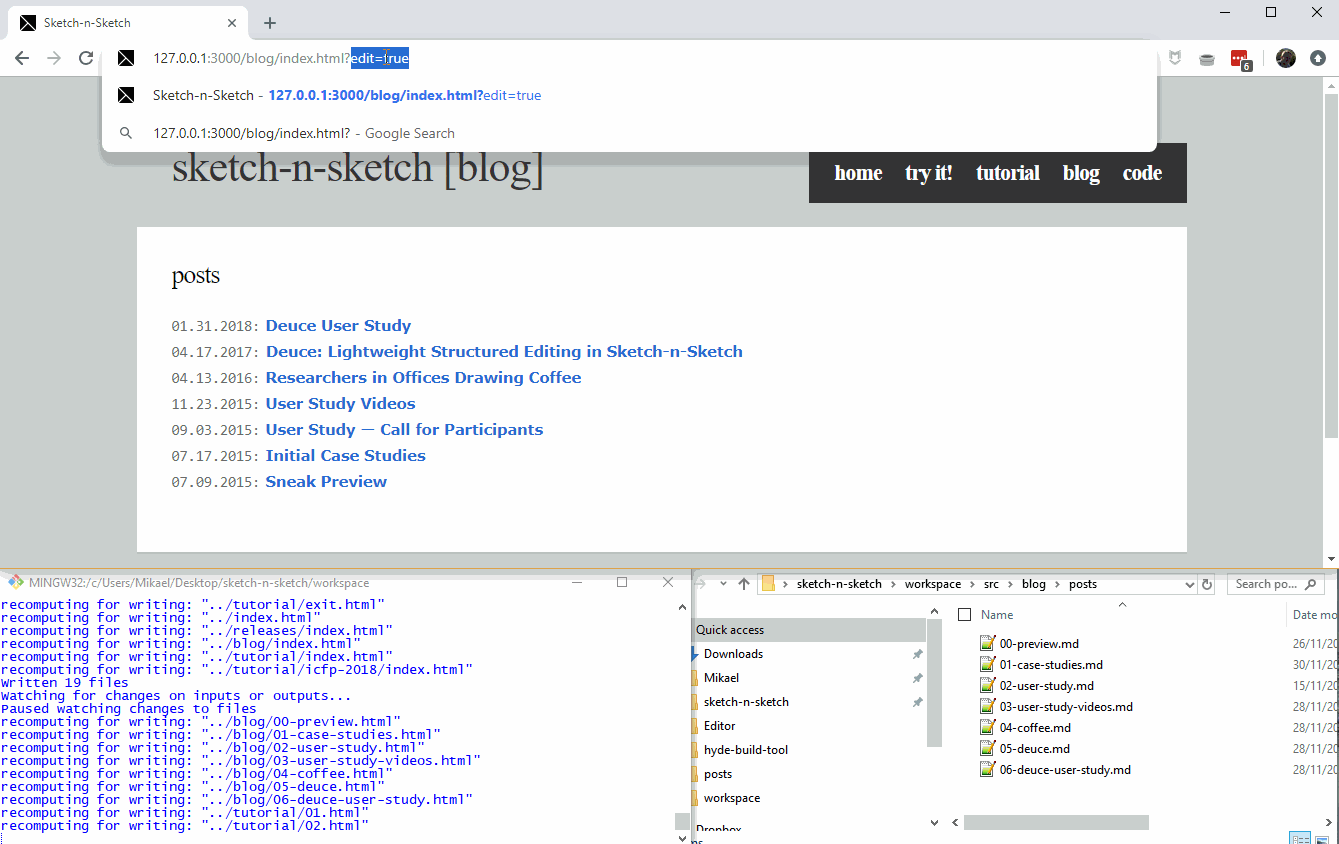 Sketch-n-Sketch
127.0.0.1:3000/blog/index.html?edit=true
Sketch-n-Sketch - 127.0.0.1:3000/blog/index.html?edit=true
127.0.0.1:3000/blog/index.html? - Google Search
6
sketch-n-sketch [blog]
home try it! tutorial blog code
posts
01.31.2018: Deuce User Study
04.17.2017: Deuce: Lightweight Structured Editing in Sketch-n-Sketch
04.13.2016: Researchers in Offices Drawing Coffee
11.23.2015: User Study Videos
09.03.2015: User Study — Call for Participants
07.17.2015: Initial Case Studies
07.09.2015: Sneak Preview
MINGW32:/c/Users/Mikael/Desktop/sketch-n-sketch/workspace
recomputing for writing: "../tutorial/exit.html"
recomputing for writing: "../index.html"
recomputing for writing: "../releases/index.html"
recomputing for writing: "../blog/index.html"
recomputing for writing: "../tutorial/index.html"
recomputing for writing: "../tutorial/icfp-2018/index.html"
Written 19 files
Watching for changes on inputs or outputs...
Paused watching changes to files
recomputing for writing: "../blog/00-preview.html"
recomputing for writing: "../blog/01-case-studies.html"
recomputing for writing: "../blog/02-user-study.html"
recomputing for writing: "../blog/03-user-study-videos.html"
recomputing for writing: "../blog/04-coffee.html"
recomputing for writing: "../blog/05-deuce.html"
recomputing for writing: "../blog/06-deuce-user-study.html"
recomputing for writing: "../tutorial/01.html"
recomputing for writing: "../tutorial/02.html"
sketch-n-sketch > workspace > src > blog > posts
Search po...
Quick access
Downloads
Mikael
sketch-n-sketch
Editor
hyde-build-tool
posts
workspace
Dropbox
Name Date mo
00-preview.md 26/11/20
01-case-studies.md 30/11/20
02-user-study.md 15/11/20
03-user-study-videos.md 28/11/20
04-coffee.md 28/11/20
05-deuce.md 28/11/20
06-deuce-user-study.md 28/11/20